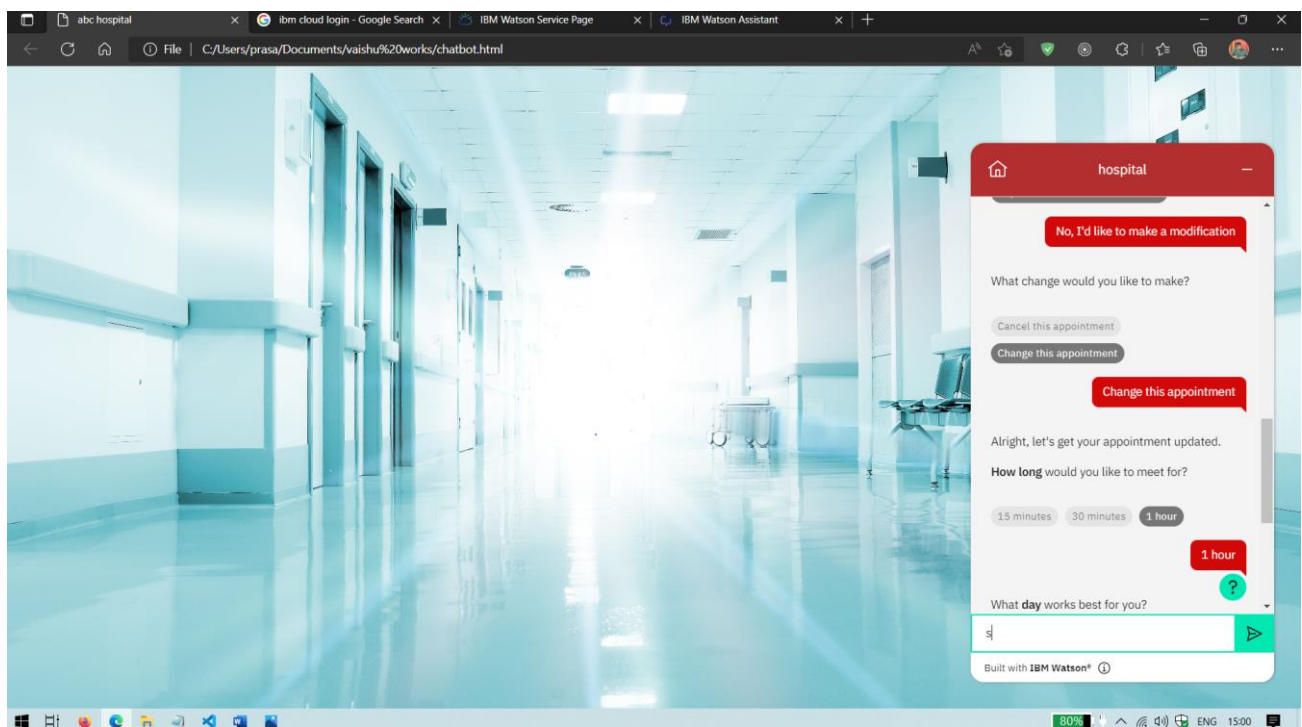 abc hospital
ibm cloud login - Google Search
IBM Watson Service Page
IBM Watson Assistant
File | C:/Users/prasa/Documents/vaishu%20works/chatbot.html
hospital
No, I'd like to make a modification
What change would you like to make?
Cancel this appointment
Change this appointment
Change this appointment
Alright, let's get your appointment updated.
How long would you like to meet for?
15 minutes 30 minutes 1 hour
1 hour
?
What day works best for you?
s
Built with IBM Watson®
80% ENG 15:00